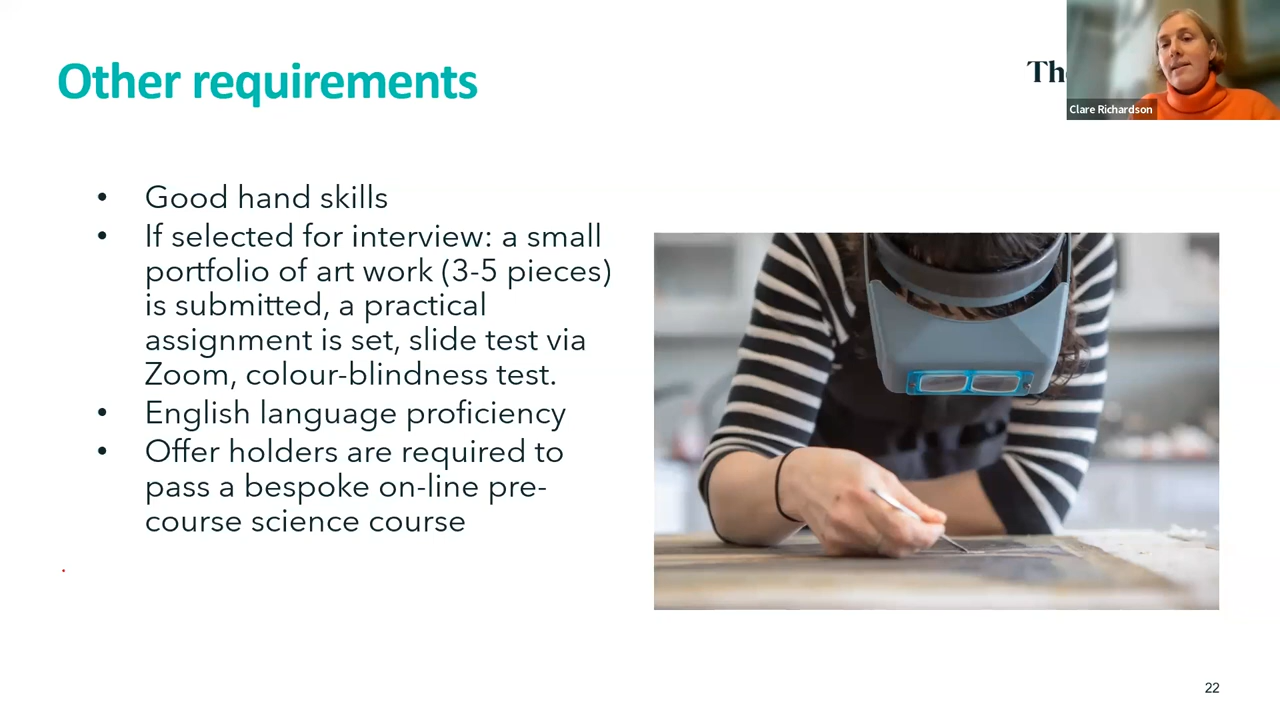 Other requirements
Th
Clare Richardson
• Good hand skills
• If selected for interview: a small
portfolio of art work (3-5 pieces)
is submitted, a practical
assignment is set, slide test via
Zoom, colour-blindness test.
• English language proficiency
• Offer holders are required to
pass a bespoke on-line pre-
course science course
.
22